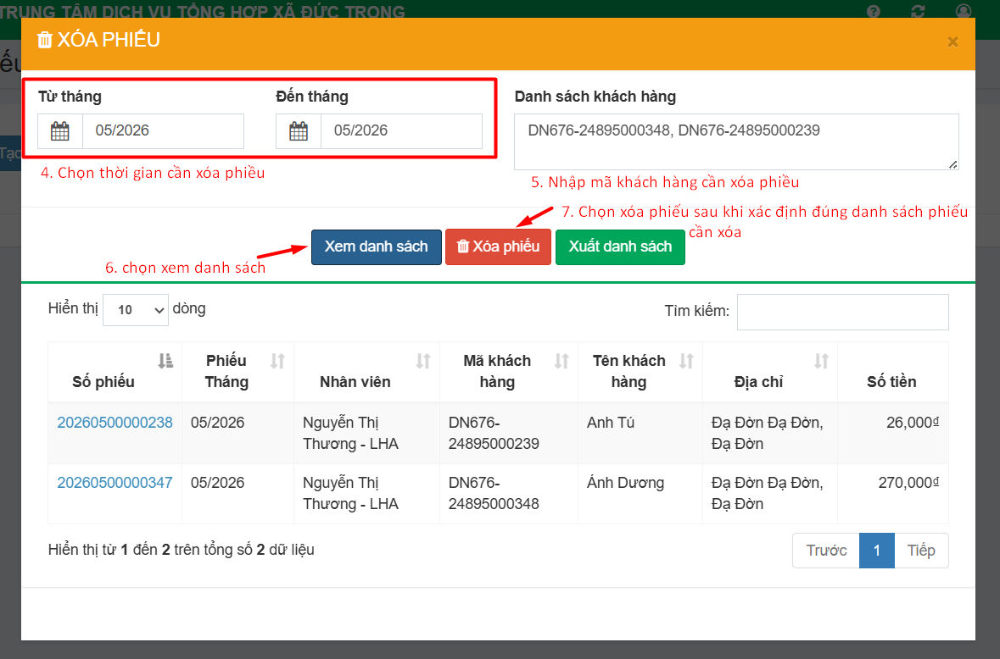 TRUNG TÂM DỊCH VỤ TỔNG HỢP XÃ ĐỨC TRỌNG
XÓA PHIẾU
×
Từ tháng
Đến tháng
Danh sách khách hàng
05/2026
05/2026
DN676-24895000348, DN676-24895000239
4. Chọn thời gian cần xóa phiều
5. Nhập mã khách hàng cần xóa phiều
7. Chọn xóa phiếu sau khi xác định đúng danh sách phiếu
cần xóa
Xem danh sách
Xóa phiếu
Xuất danh sách
6. chọn xem danh sách
Hiển thị 10 dòng
Tìm kiếm:
Số phiếu
Phiếu
Tháng
Nhân viên
Mã khách
hàng
Tên khách
hàng
Địa chỉ
Số tiền
20260500000238
05/2026
Nguyễn Thị
Thương - LHA
DN676-
24895000239
Anh Tú
Đạ Đờn Đạ Đờn,
Đạ Đờn
26,000₫
20260500000347
05/2026
Nguyễn Thị
Thương - LHA
DN676-
24895000348
Ánh Dương
Đạ Đờn Đạ Đờn,
Đạ Đờn
270,000₫
Hiển thị từ 1 đến 2 trên tổng số 2 dữ liệu
Trước
1
Tiếp